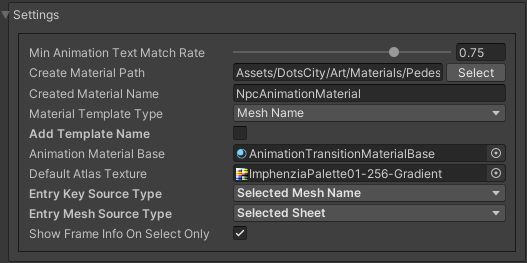 Settings
Min Animation Text Match Rate 0.75
Create Material Path Assets/DotsCity/Art/Materials/Pedes Select
Created Material Name NpcAnimationMaterial
Material Template Type Mesh Name
Add Template Name
Animation Material Base AnimationTransitionMaterialBase
Default Atlas Texture ImphenziaPalette01-256-Gradient
Entry Key Source Type Selected Mesh Name
Entry Mesh Source Type Selected Sheet
Show Frame Info On Select Only